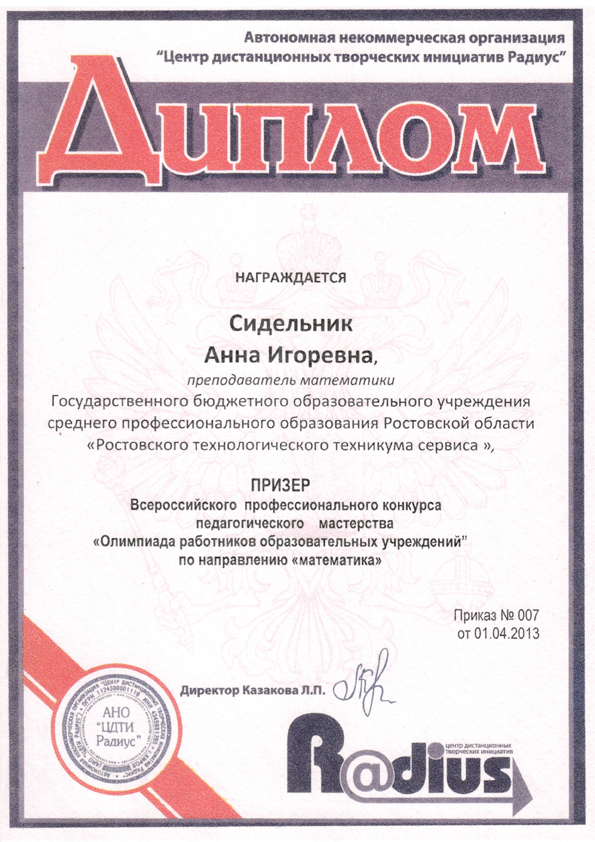 Автономная некоммерческая организация
"Центр дистанционных творческих инициатив Радиус"
Диплом
НАГРАЖДАЕТСЯ
Сидельник
Анна Игоревна,
преподаватель математики
Государственного бюджетного образовательного учреждения
среднего профессионального образования Ростовской области
«Ростовского технологического техникума сервиса »,
ПРИЗЕР
Всероссийского профессионального конкурса
педагогического мастерства
«Олимпиада работников образовательных учреждений"
по направлению «математика»
Приказ № 007
от 01.04.2013
Директор Казакова Л.П.
АНО
"ЦДТИ
Радиус"
R@dius
центр дистанционных
творческих инициатив